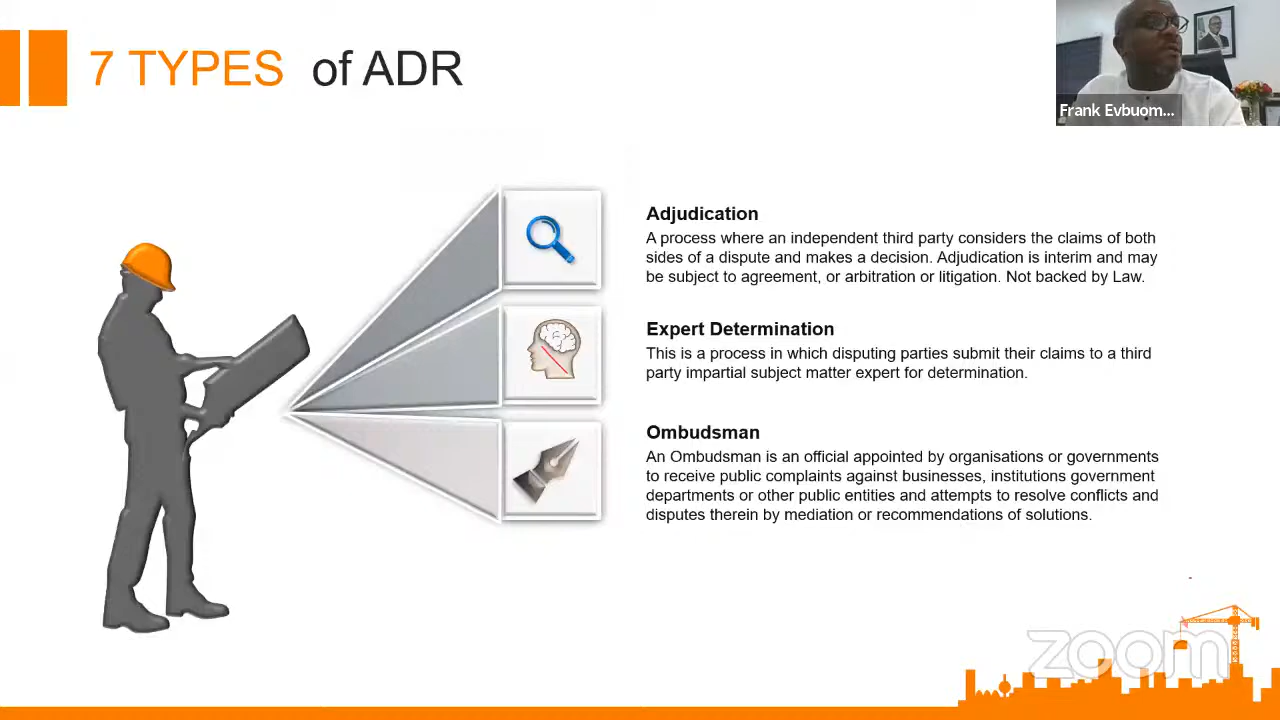 7 TYPES of ADR
Frank Evbuom...
Adjudication
A process where an independent third party considers the claims of both
sides of a dispute and makes a decision. Adjudication is interim and may
be subject to agreement, or arbitration or litigation. Not backed by Law.
Expert Determination
This is a process in which disputing parties submit their claims to a third
party impartial subject matter expert for determination.
Ombudsman
An Ombudsman is an official appointed by organisations or governments
to receive public complaints against businesses, institutions government
departments or other public entities and attempts to resolve conflicts and
disputes therein by mediation or recommendations of solutions.
zoom